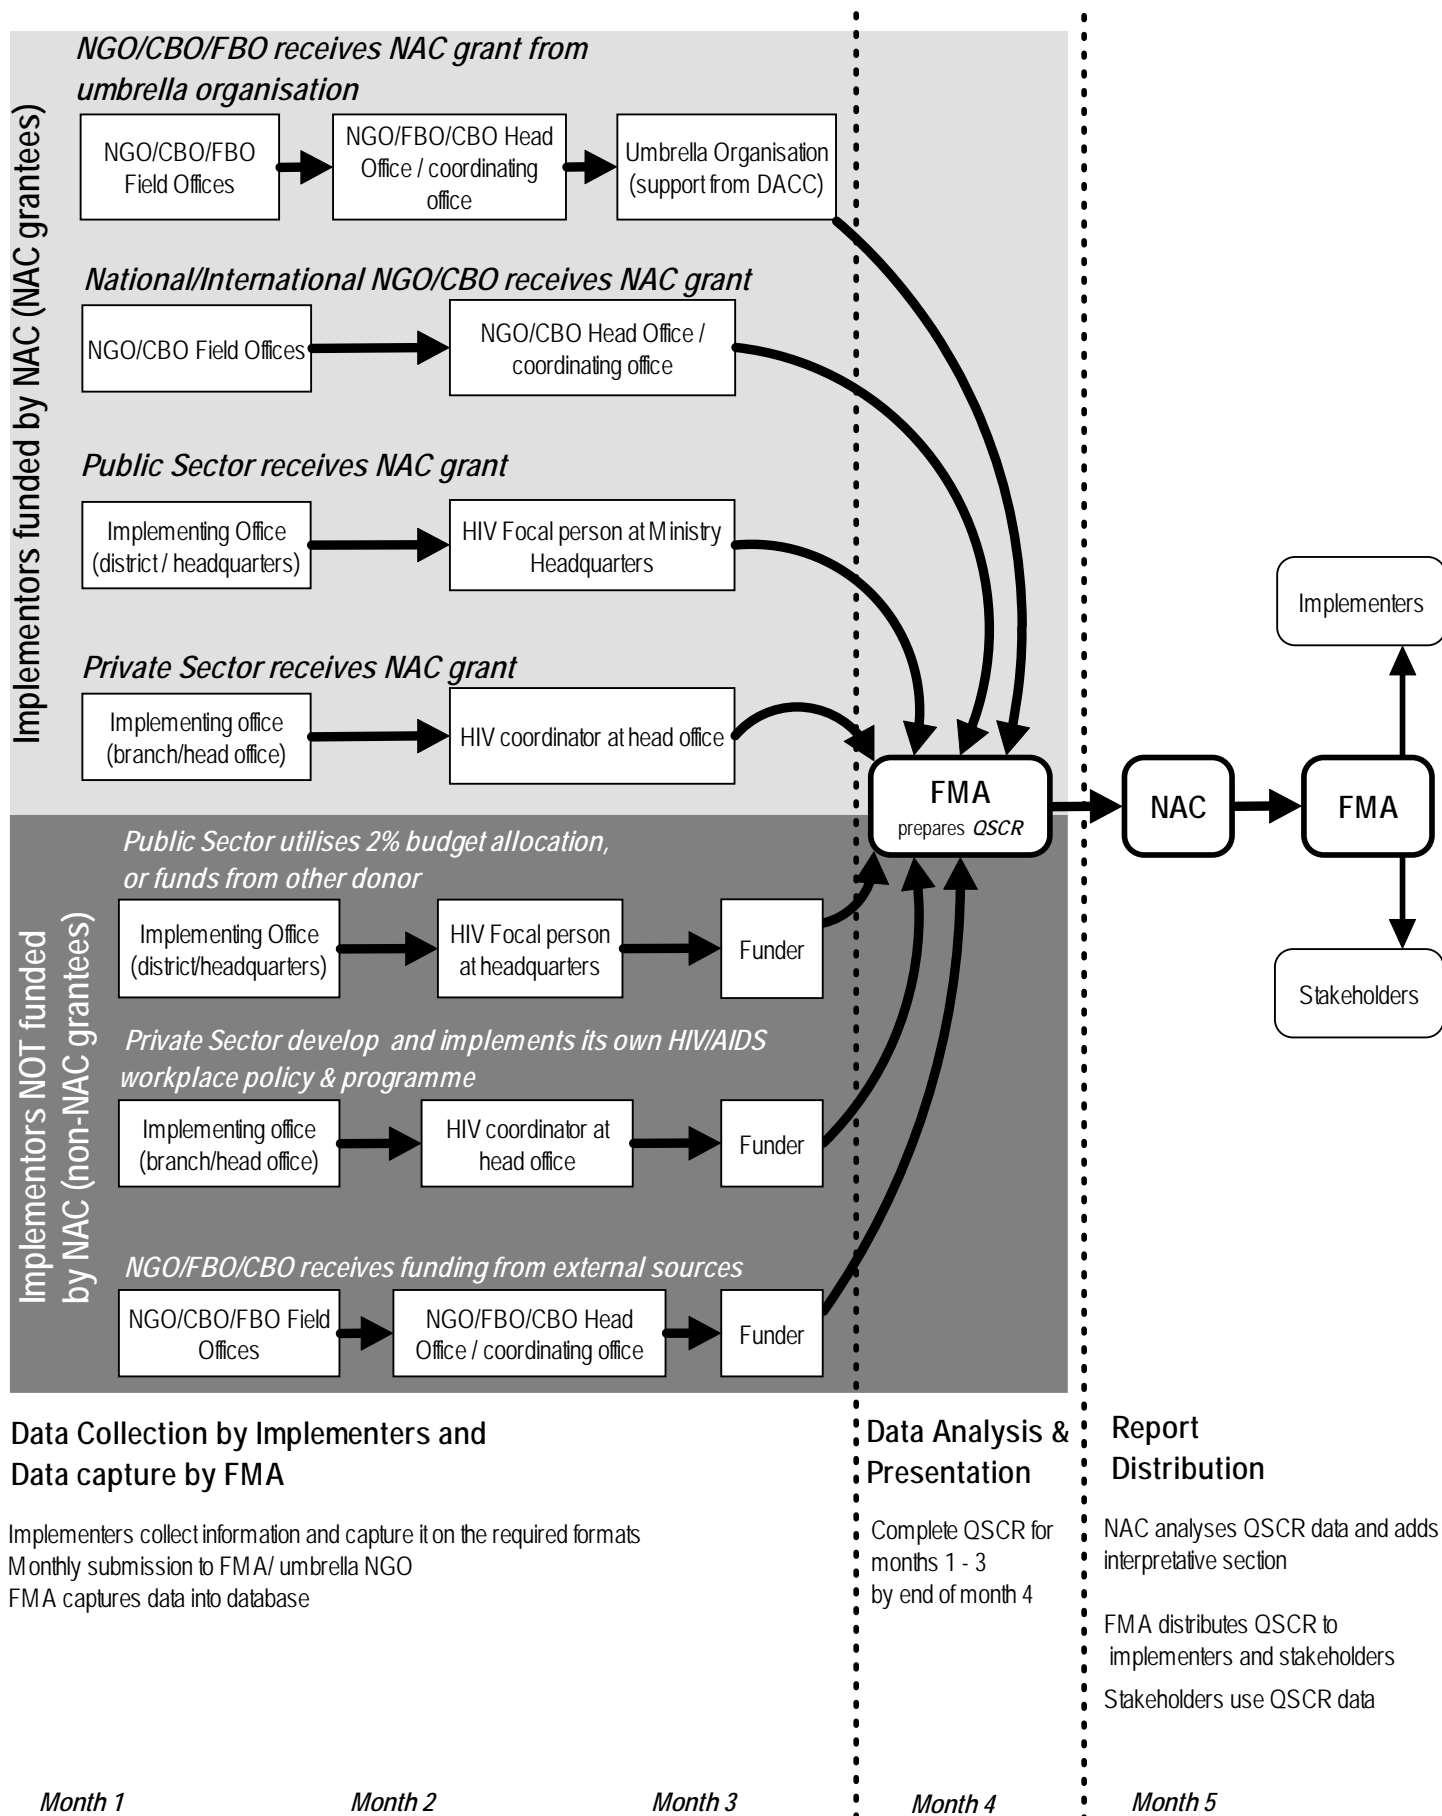 Implementors funded by NAC (NAC grantees)
NGO/CBO/FBO receives NAC grant from
umbrella organisation
NGO/CBO/FBO
Field Offices
NGO/FBO/CBO Head
Office / coordinating
office
Umbrella Organisation
(support from DACC)
National/International NGO/CBO receives NAC grant
NGO/CBO Field Offices
NGO/CBO Head Office /
coordinating office
Public Sector receives NAC grant
Implementing Office
(district / headquarters)
HIV Focal person at Ministry
Headquarters
Private Sector receives NAC grant
Implementing office
(branch/head office)
HIV coordinator at head office
FMA
prepares QSCR
NAC
FMA
Implementers
Stakeholders
Implementors NOT funded
by NAC (non-NAC grantees)
Public Sector utilises 2% budget allocation,
or funds from other donor
Implementing Office
(district/headquarters)
HIV Focal person
at headquarters
Funder
Private Sector develop and implements its own HIV/AIDS
workplace policy & programme
Implementing office
(branch/head office)
HIV coordinator at
head office
Funder
NGO/FBO/CBO receives funding from external sources
NGO/CBO/FBO Field
Offices
NGO/FBO/CBO Head
Office / coordinating office
Funder
Data Collection by Implementers and
Data capture by FMA
Implementers collect information and capture it on the required formats
Monthly submission to FMA/ umbrella NGO
FMA captures data into database
Data Analysis &
Presentation
Complete QSCR for
months 1 - 3
by end of month 4
Report
Distribution
NAC analyses QSCR data and adds
interpretative section
FMA distributes QSCR to
implementers and stakeholders
Stakeholders use QSCR data
Month 1
Month 2
Month 3
Month 4
Month 5